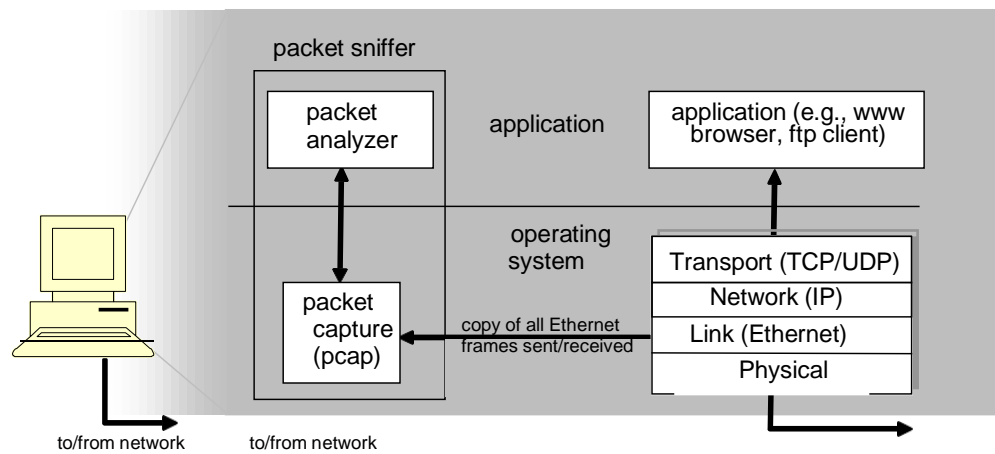 packet sniffer
packet
analyzer
application
application (e.g., www
browser, ftp client)
operating
system
packet
capture
(pcap)
copy of all Ethernet
frames sent/received
Transport (TCP/UDP)
Network (IP)
Link (Ethernet)
Physical
to/from network
to/from network